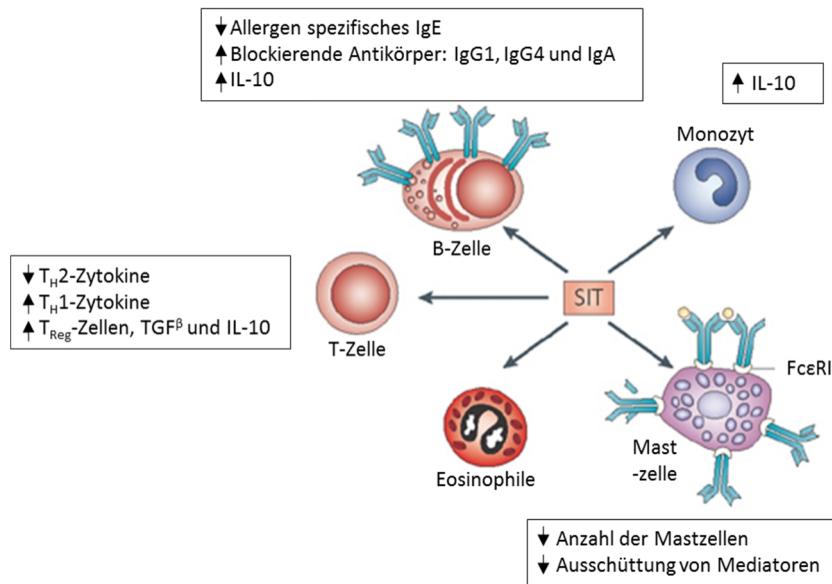 ↓Allergen spezifisches IgE
↑Blockierende Antikörper: IgG1, IgG4 und IgA
↑IL-10
↑ IL-10
Monozyt
B-Zelle
↓ TH2-Zytokine
↑ TH1-Zytokine
↑ TReg-Zellen, TGFβ und IL-10
T-Zelle
SIT
FcεRI
Eosinophile
Mast
-zelle
↓ Anzahl der Mastzellen
↓ Ausschüttung von Mediatoren